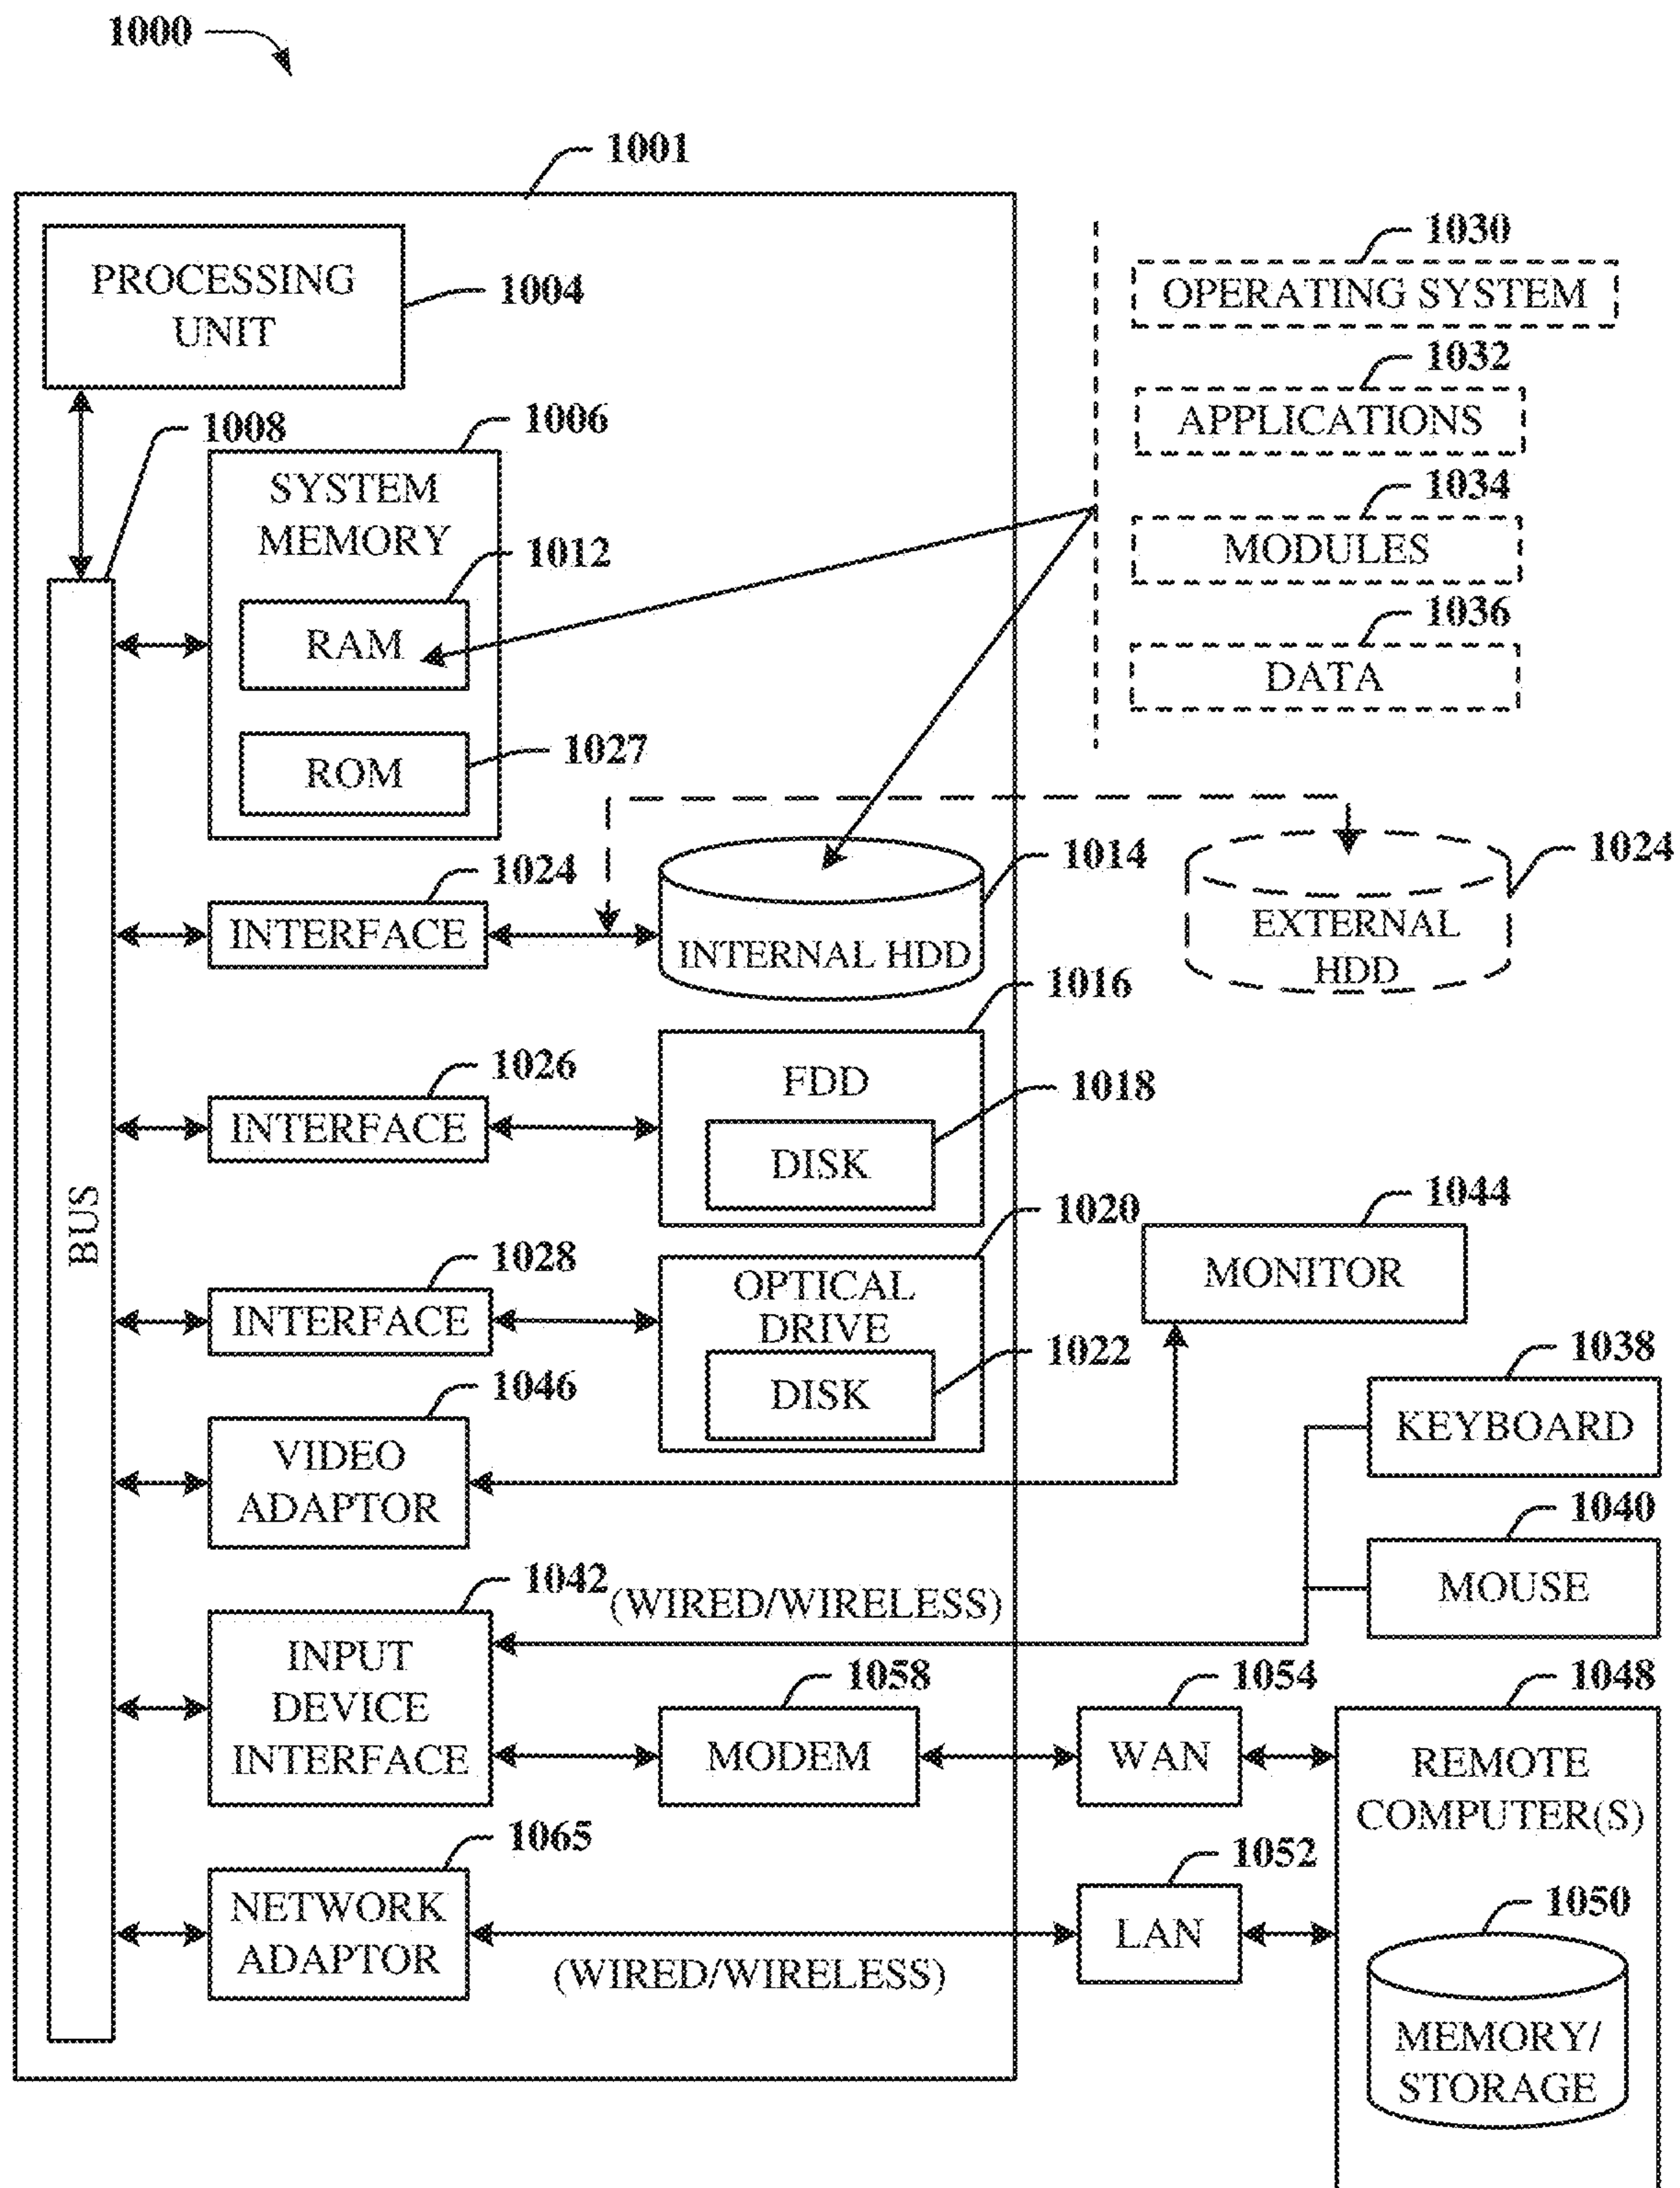 1000
1001
PROCESSING
UNIT
1004
1008
1006
SYSTEM
MEMORY
1012
RAM
ROM
1027
1030
OPERATING SYSTEM
1032
APPLICATIONS
1034
MODULES
1036
DATA
BUS
1024
INTERFACE
1014
INTERNAL HDD
1024
EXTERNAL
HDD
1016
FDD
1026
INTERFACE
1018
DISK
1020
OPTICAL
DRIVE
1028
INTERFACE
1022
DISK
1044
MONITOR
1046
VIDEO
ADAPTOR
1038
KEYBOARD
1040
MOUSE
1042
(WIRED/WIRELESS)
INPUT
DEVICE
INTERFACE
1058
MODEM
1054
WAN
1048
REMOTE
COMPUTER(S)
1065
NETWORK
ADAPTOR
(WIRED/WIRELESS)
1052
LAN
1050
MEMORY/
STORAGE